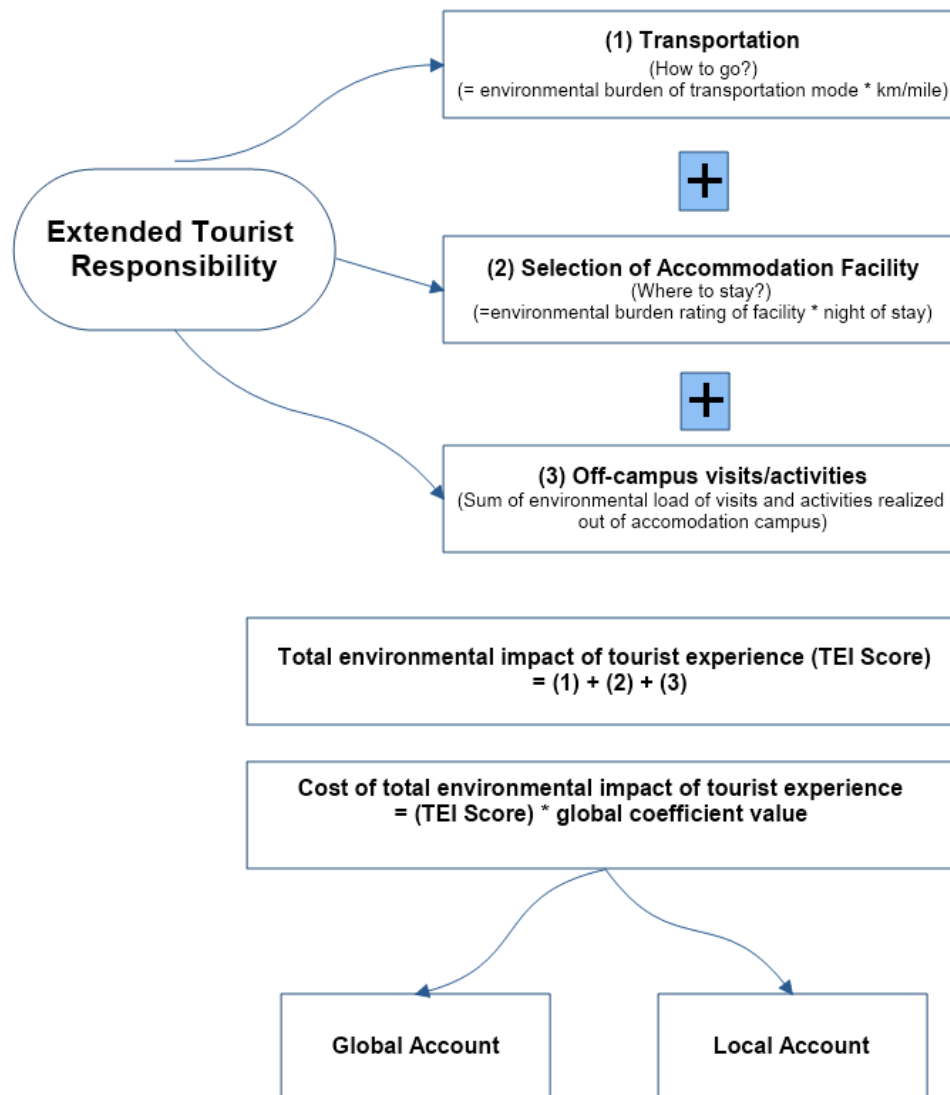 (1) Transportation
(How to go?)
(= environmental burden of transportation mode * km/mile)
+
Extended Tourist
Responsibility
(2) Selection of Accommodation Facility
(Where to stay?)
(=environmental burden rating of facility * night of stay)
+
(3) Off-campus visits/activities
(Sum of environmental load of visits and activities realized
out of accomodation campus)
Total environmental impact of tourist experience (TEI Score)
= (1) + (2) + (3)
Cost of total environmental impact of tourist experience
= (TEI Score) * global coefficient value
Global Account
Local Account